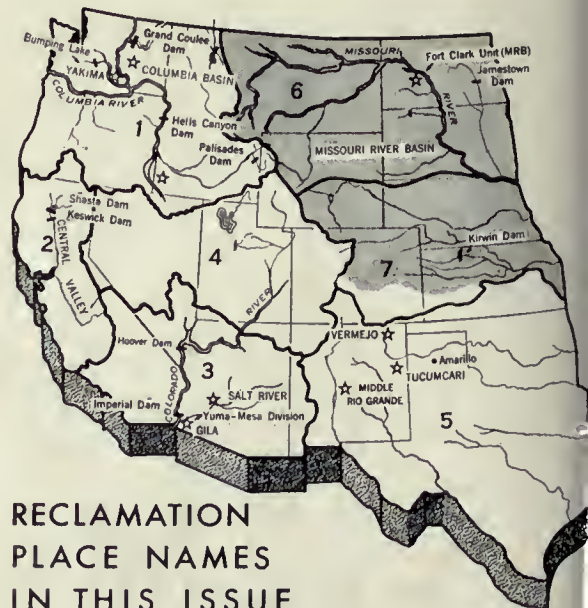 Grand Coulee
Dam
Bumping Lake
YAKIMA
COLUMBIA BASIN
COLUMBIA RIVER
1
Hells Canyon
Dam
Palisades
Dam
MISSOURI
RIVER
Fort Clark Unit (MRB)
Jamestown
Dam
6
MISSOURI RIVER BASIN
Shasta Dam
Keswick Dam
2
CENTRAL
VALLEY
4
RIVER
Kirwin Dam
7
Hoover Dam
COLORADO
3
SALT RIVER
Imperial Dam
Yuma-Mesa Division
GILA
VERMEJO
Amarillo
TUCUMCARI
MIDDLE
RIO GRANDE
5
RECLAMATION
PLACE NAMES
IN THIS ISSUE